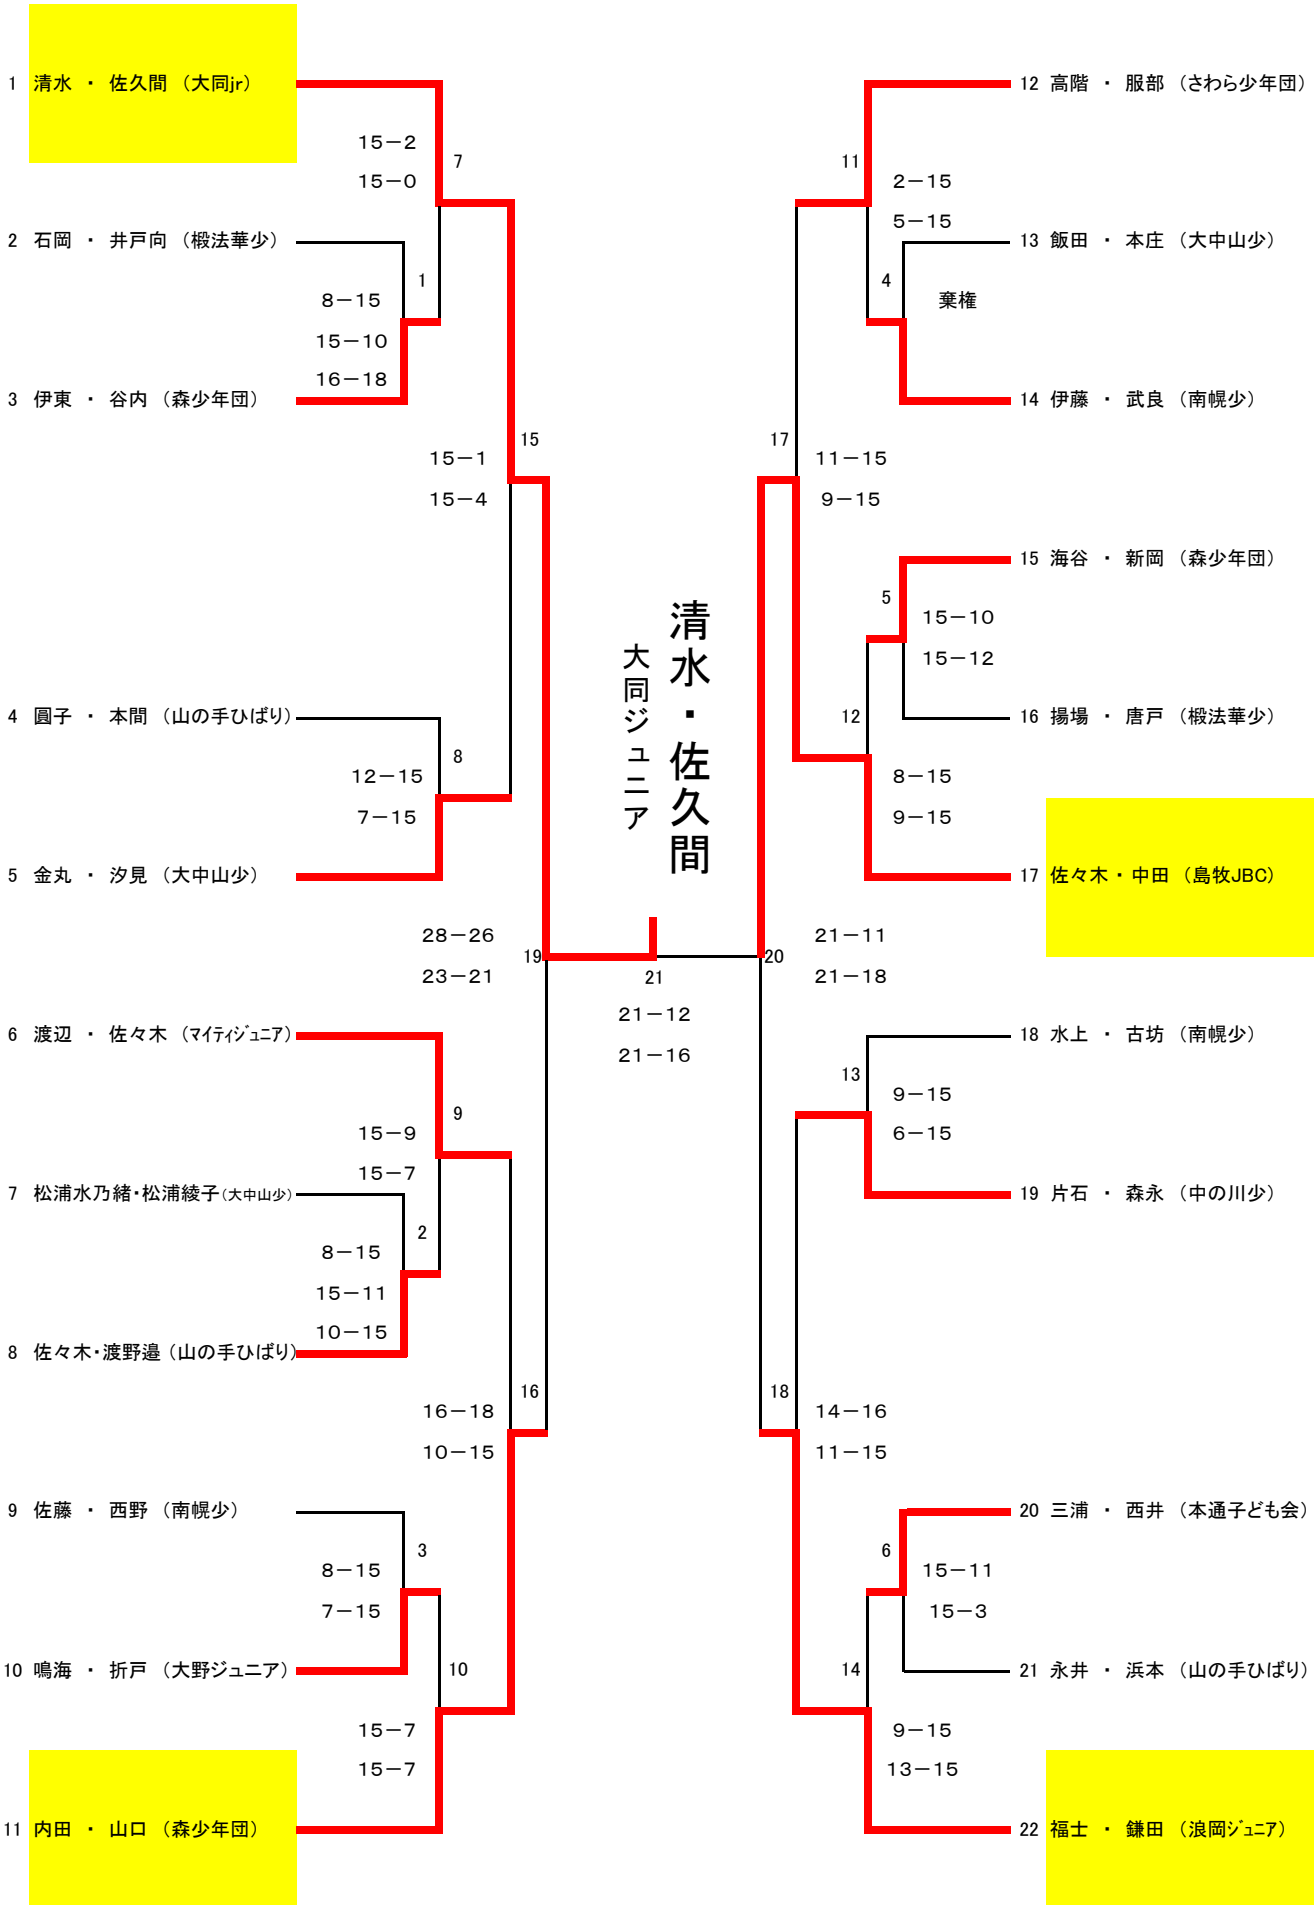 1 清水 ・ 佐久間 （大同jr）
15－2
7
15－0
2 石岡 ・ 井戸向 （椴法華少）
1
8－15
15－10
16－18
3 伊東 ・ 谷内 （森少年団）
15
15－1
15－4
4 圓子 ・ 本間 （山の手ひばり）
8
12－15
7－15
5 金丸 ・ 汐見 （大中山少）
28－26
19
23－21
6 渡辺 ・ 佐々木 （マイティジュニア）
9
15－9
15－7
7 松浦水乃緒・松浦綾子（大中山少）
2
8－15
15－11
10－15
8 佐々木・渡野邉 （山の手ひばり）
16
16－18
10－15
9 佐藤 ・ 西野 （南幌少）
3
8－15
7－15
10 鳴海 ・ 折戸 （大野ジュニア）
10
15－7
15－7
11 内田 ・ 山口 （森少年団）
清水・佐久間
大同ジュニア
21
21－12
21－16
12 高階 ・ 服部 （さわら少年団）
11
2－15
5－15
13 飯田 ・ 本庄 （大中山少）
4
棄権
14 伊藤 ・ 武良 （南幌少）
17
11－15
9－15
15 海谷 ・ 新岡 （森少年団）
5
15－10
15－12
16 揚場 ・ 唐戸 （椴法華少）
12
8－15
9－15
17 佐々木・中田 （島牧JBC）
21－11
20
21－18
18 水上 ・ 古坊 （南幌少）
13
9－15
6－15
19 片石 ・ 森永 （中の川少）
18
14－16
11－15
20 三浦 ・ 西井 （本通子ども会）
6
15－11
15－3
21 永井 ・ 浜本 （山の手ひばり）
14
9－15
13－15
22 福士 ・ 鎌田 （浪岡ジュニア）